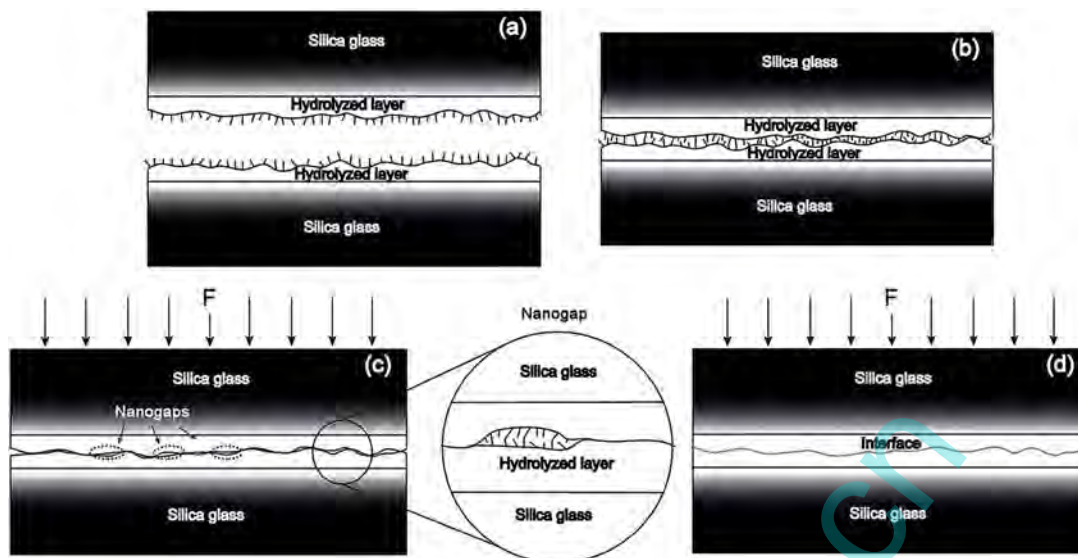 (a)
Silica glass
Hydrolyzed layer
Hydrolyzed layer
Silica glass
(b)
Silica glass
Hydrolyzed layer
Hydrolyzed layer
Silica glass
F
(c)
Silica glass
Nanogaps
Silica glass
Nanogap
Silica glass
Hydrolyzed layer
Silica glass
F
(d)
Silica glass
Interface
Silica glass
cn